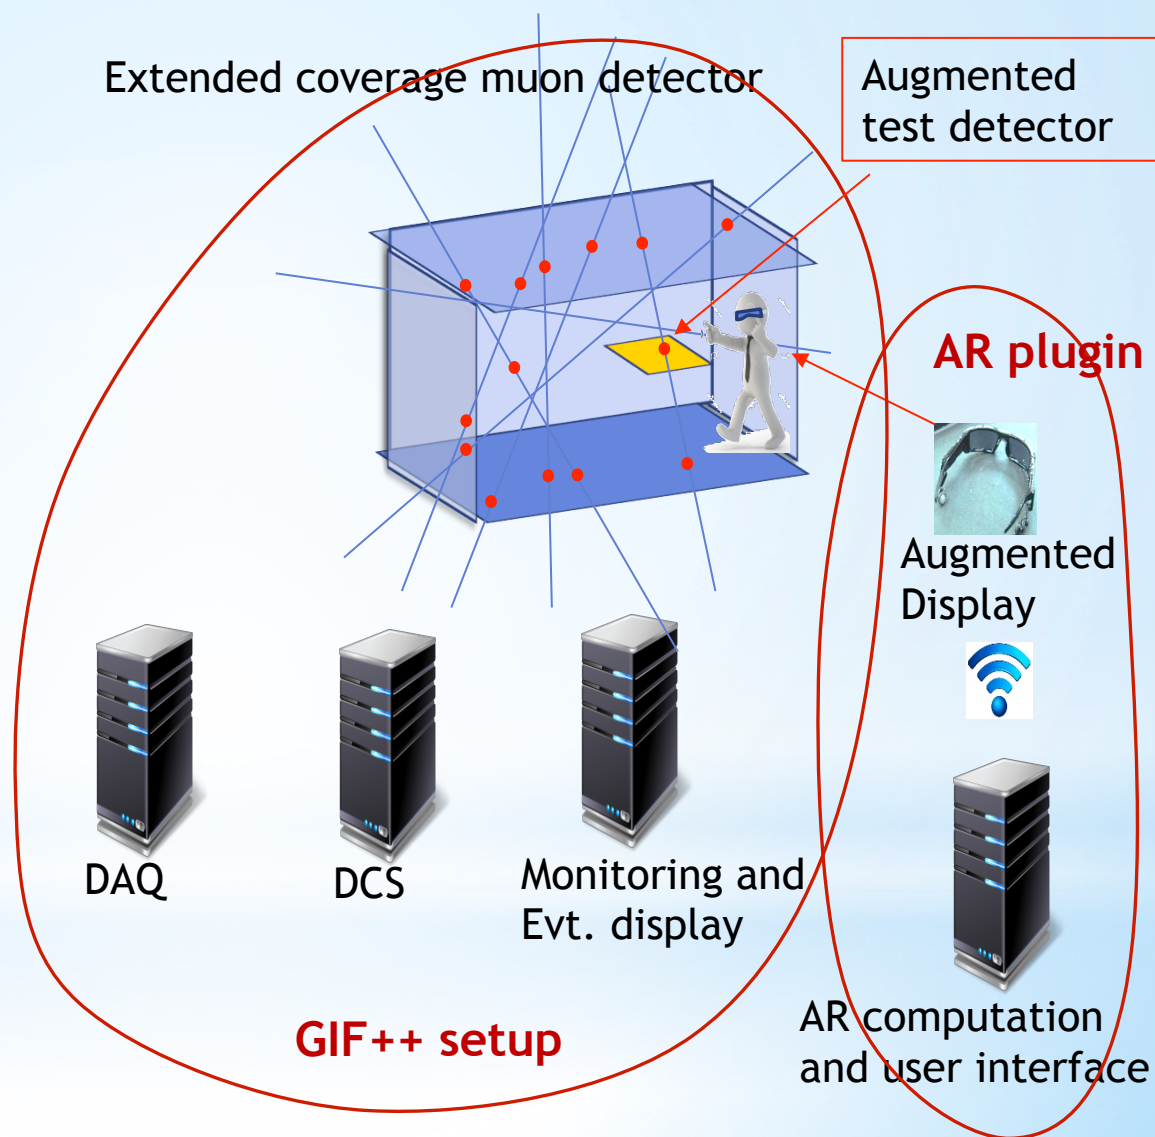 Extended coverage muon detector
Augmented
test detector
AR plugin
Augmented
Display
DAQ
DCS
Monitoring and
Evt. display
AR computation
and user interface
GIF++ setup